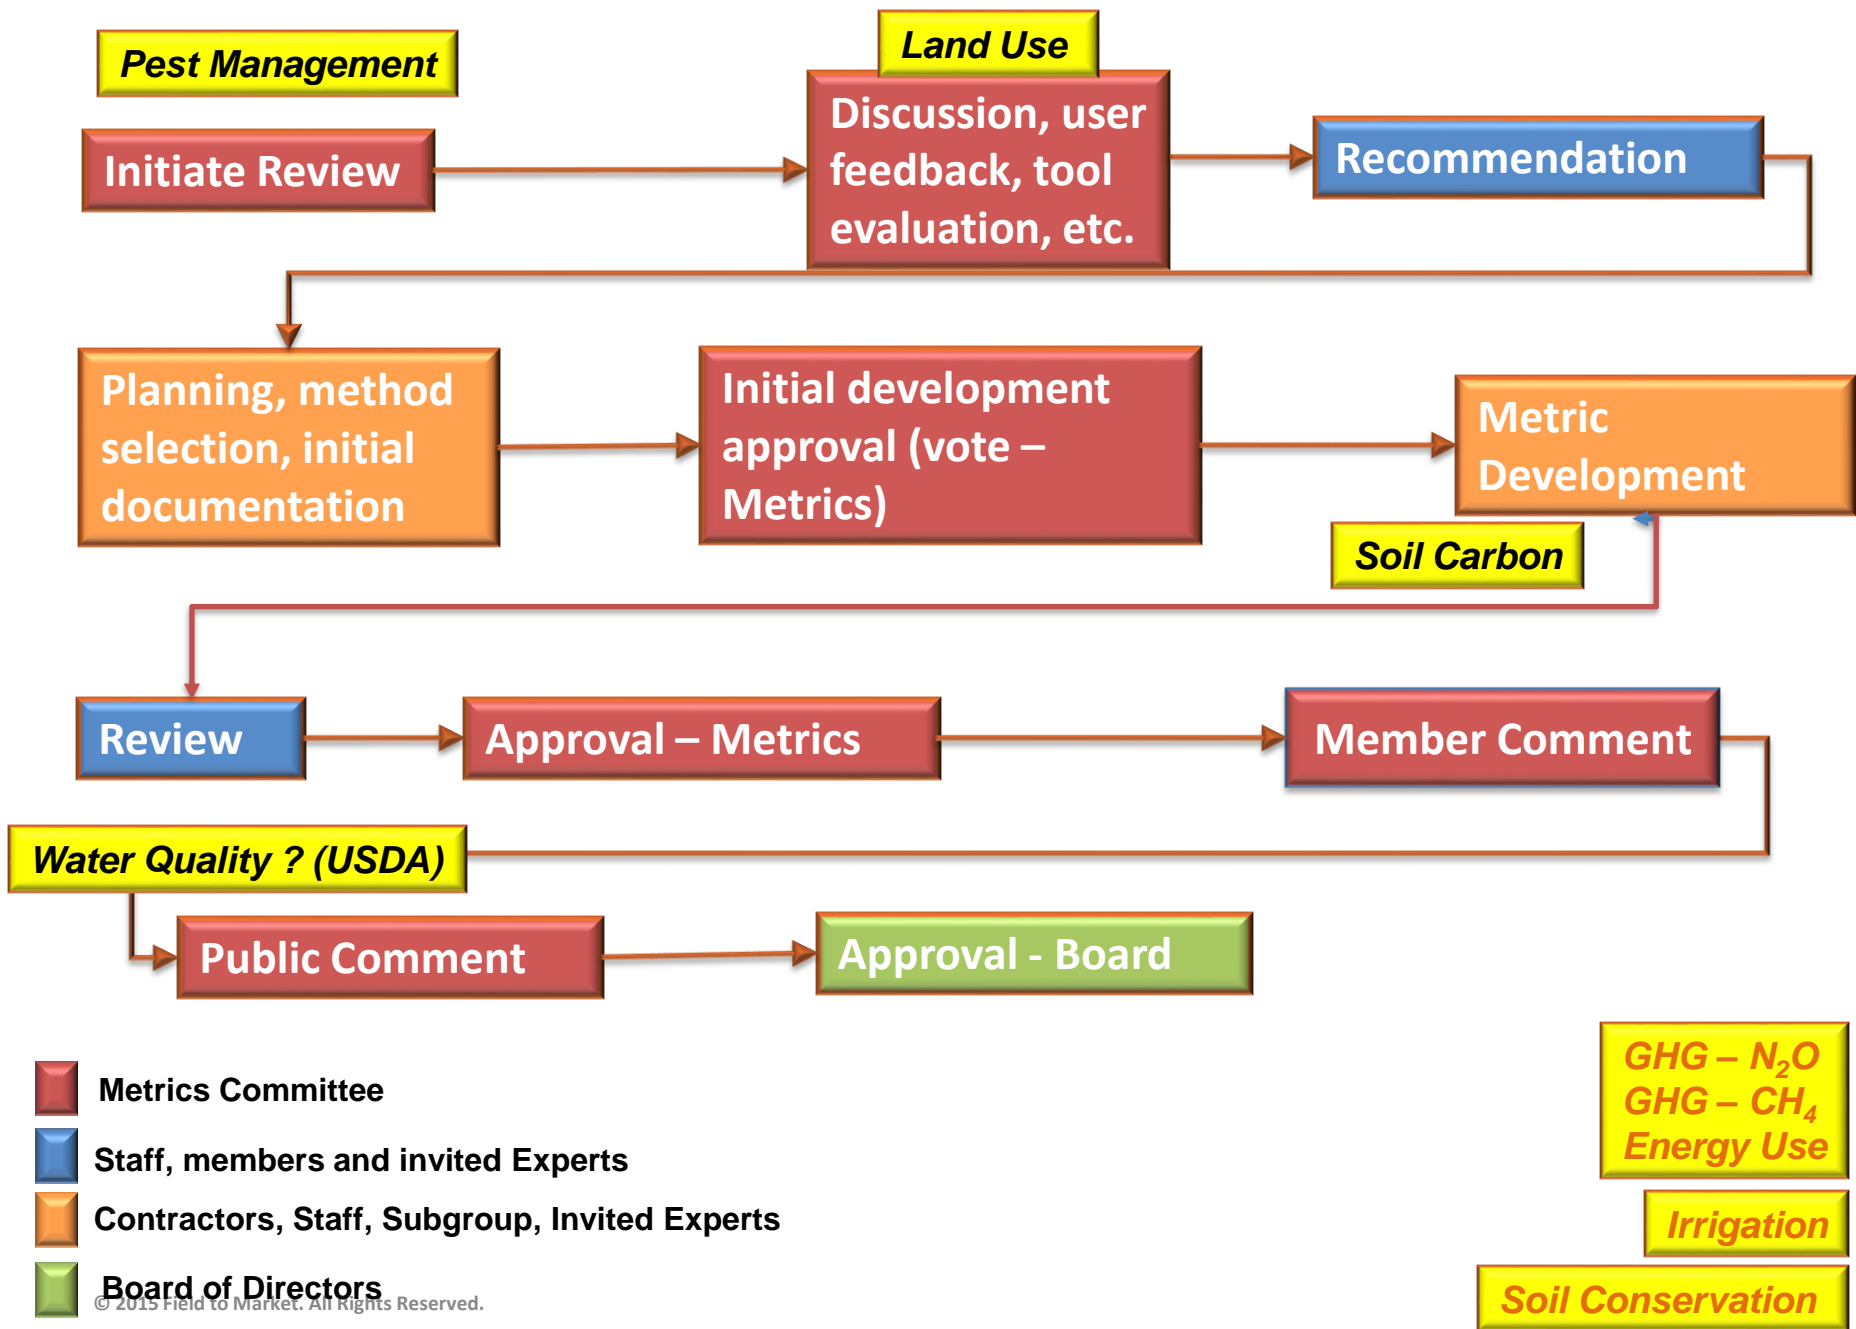 Pest Management
Land Use
Initiate Review
Discussion, user
feedback, tool
evaluation, etc.
Recommendation
Planning, method
selection, initial
documentation
Initial development
approval (vote –
Metrics)
Metric
Development
Soil Carbon
Review
Approval – Metrics
Member Comment
Water Quality ? (USDA)
Public Comment
Approval - Board
Metrics Committee
Staff, members and invited Experts
Contractors, Staff, Subgroup, Invited Experts
Board of Directors
© 2015 Field to Market. All Rights Reserved.
GHG – N₂O
GHG – CH₄
Energy Use
Irrigation
Soil Conservation